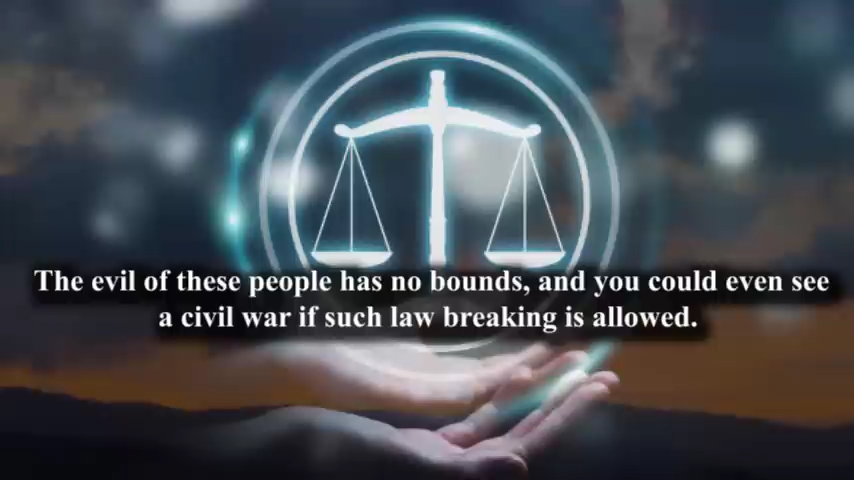 The evil of these people has no bounds, and you could even see
a civil war if such law breaking is allowed.